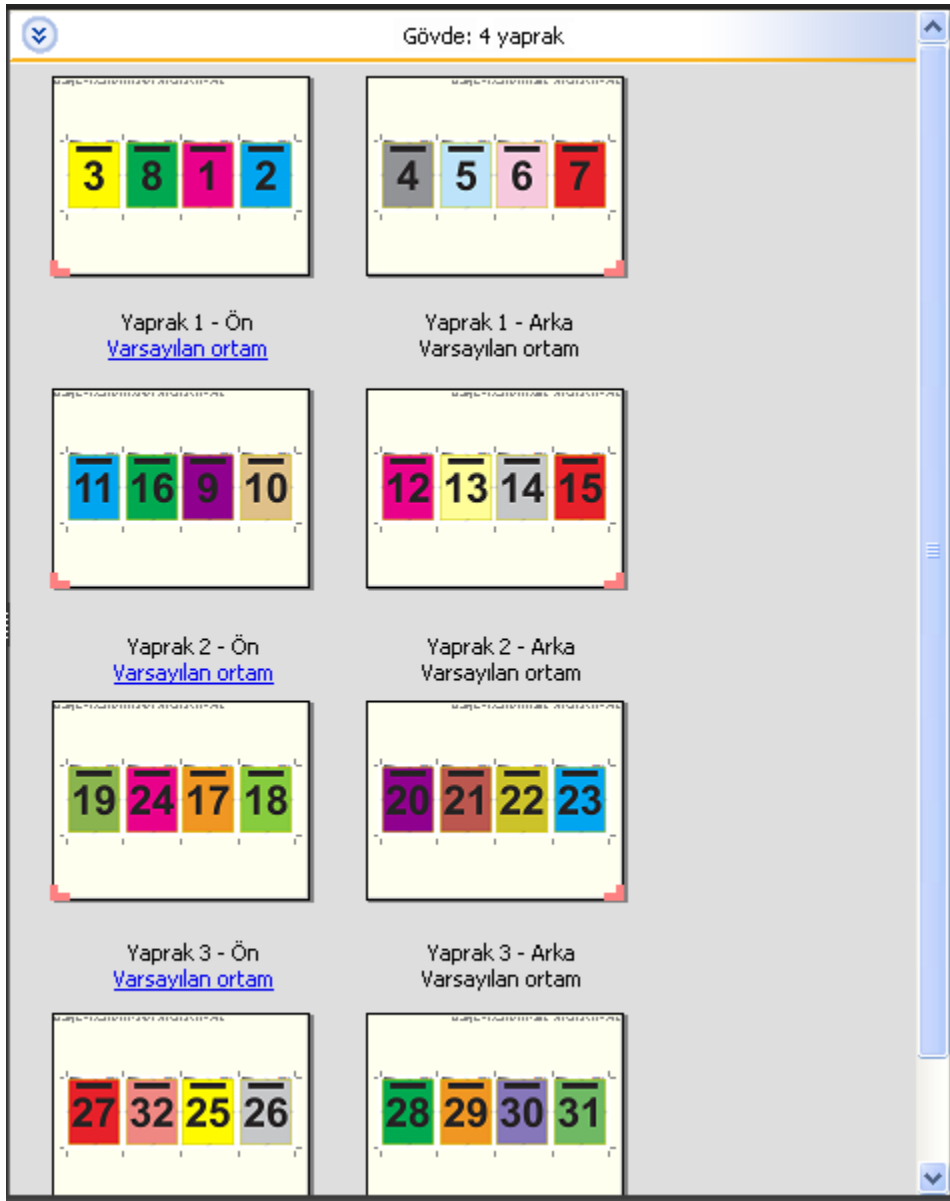 Gövde: 4 yaprak
3 8 1 2
4 5 6 7
Yaprak 1 - Ön
Varsayılan ortam
Yaprak 1 - Arka
Varsayılan ortam
11 16 9 10
12 13 14 15
Yaprak 2 - Ön
Varsayılan ortam
Yaprak 2 - Arka
Varsayılan ortam
19 24 17 18
20 21 22 23
Yaprak 3 - Ön
Varsayılan ortam
Yaprak 3 - Arka
Varsayılan ortam
27 32 25 26
28 29 30 31